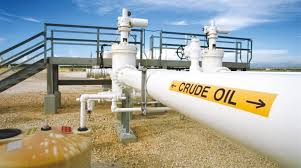 ← CRUDE OIL →